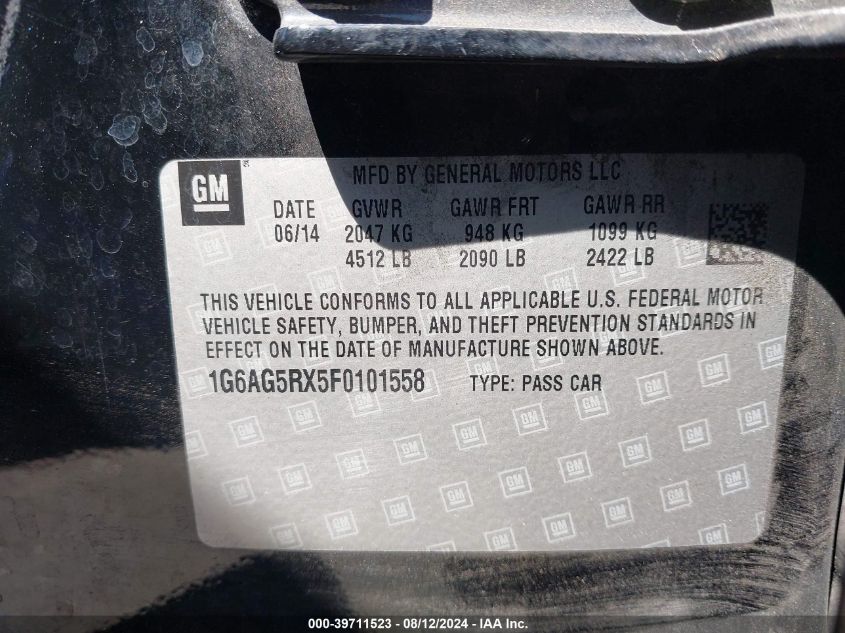 GM
MFD BY GENERAL MOTORS LLC
DATE GVWR GAWR FRT GAWR RR
06/14 2047 KG 948 KG 1099 KG
4512 LB 2090 LB 2422 LB
THIS VEHICLE CONFORMS TO ALL APPLICABLE U.S. FEDERAL MOTOR
VEHICLE SAFETY, BUMPER, AND THEFT PREVENTION STANDARDS IN
EFFECT ON THE DATE OF MANUFACTURE SHOWN ABOVE.
1G6AG5RX5F0101558 TYPE: PASS CAR
000-39711523 - 08/12/2024 - IAA Inc.